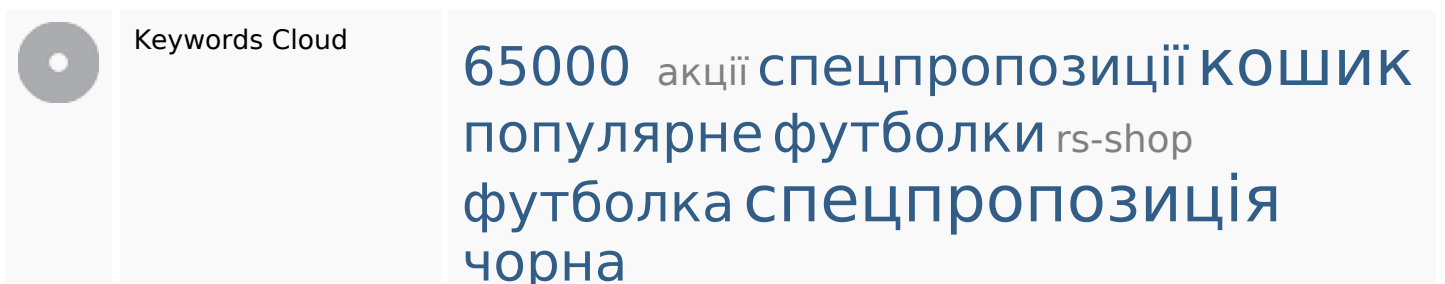 Keywords Cloud
65000 акції спецпропозиції кошик
популярне футболки rs-shop
футболка спецпропозиція
чорна